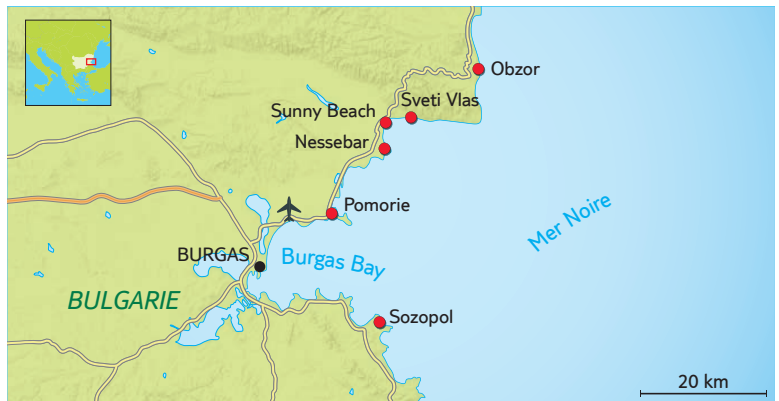 Obzor
Sveti Vlas
Sunny Beach
Nessebar
Pomorie
Mer Noire
BURGAS
Burgas Bay
BULGARIE
Sozopol
20 km